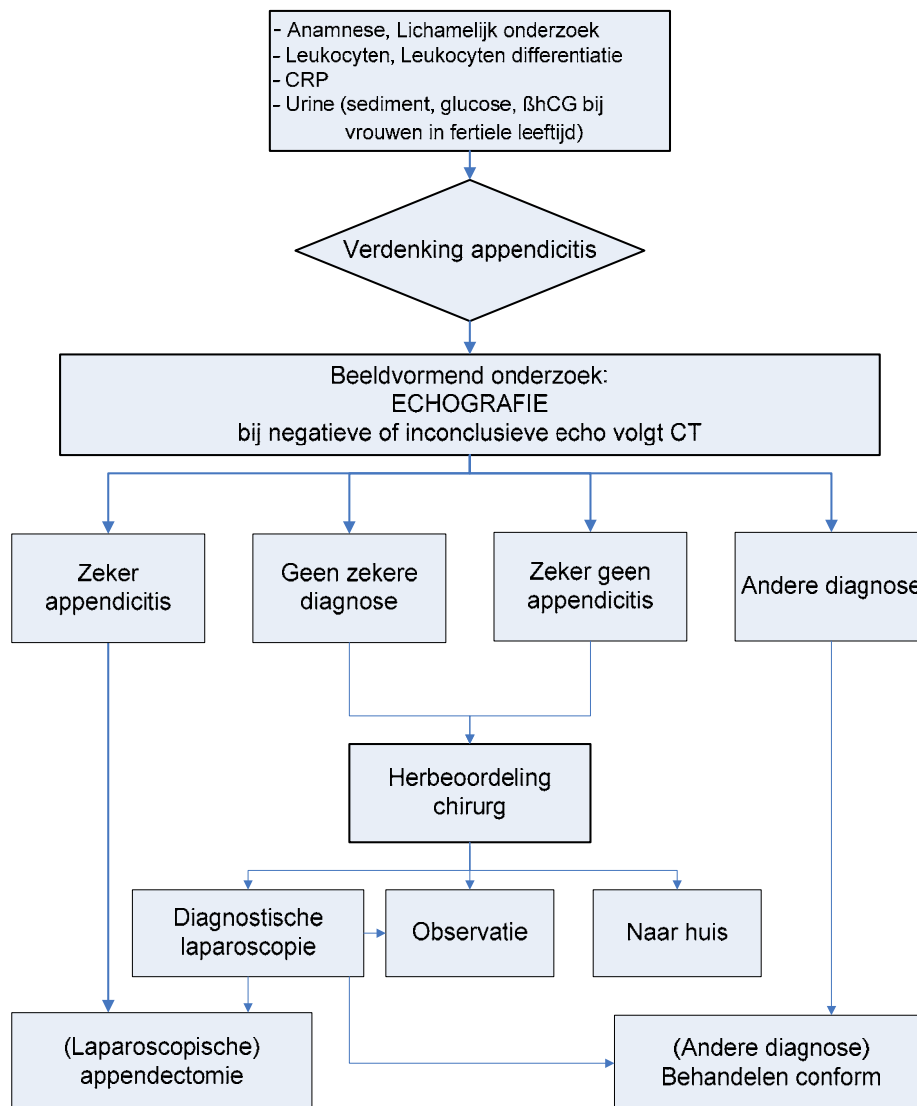 - Anamnese, Lichamelijk onderzoek
- Leukocyten, Leukocyten differentiatie
- CRP
- Urine (sediment, glucose, ßhCG bij
vrouwen in fertiele leeftijd)
Verdenking appendicitis
Beeldvormend onderzoek:
ECHOGRAFIE
bij negatieve of inconclusieve echo volgt CT
Zeker
appendicitis
Geen zekere
diagnose
Zeker geen
appendicitis
Andere diagnose
Herbeoordeling
chirurg
Diagnostische
laparoscopie
Observatie
Naar huis
(Laparoscopische)
appendectomie
(Andere diagnose)
Behandelen conform